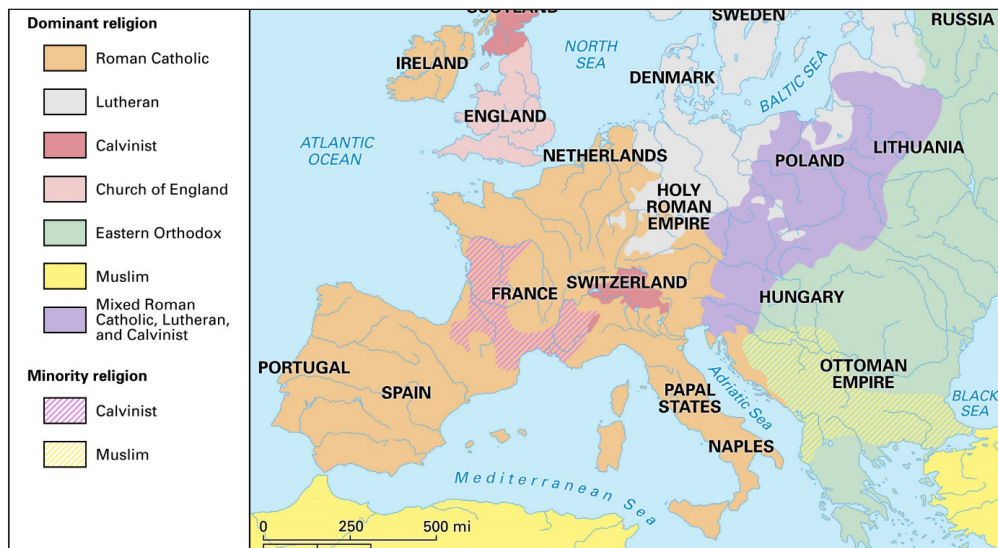 Dominant religion
Roman Catholic
Lutheran
Calvinist
Church of England
Eastern Orthodox
Muslim
Mixed Roman
Catholic, Lutheran,
and Calvinist
Minority religion
Calvinist
Muslim
SCOTLAND
SWEDEN
RUSSIA
NORTH
SEA
IRELAND
DENMARK
BALTIC SEA
ENGLAND
ATLANTIC
OCEAN
NETHERLANDS
POLAND
LITHUANIA
HOLY
ROMAN
EMPIRE
SWITZERLAND
FRANCE
HUNGARY
PORTUGAL
SPAIN
PAPAL
STATES
Adriatic Sea
OTTOMAN
EMPIRE
BLACK
SEA
NAPLES
Mediterranean Sea
0 250 500 mi